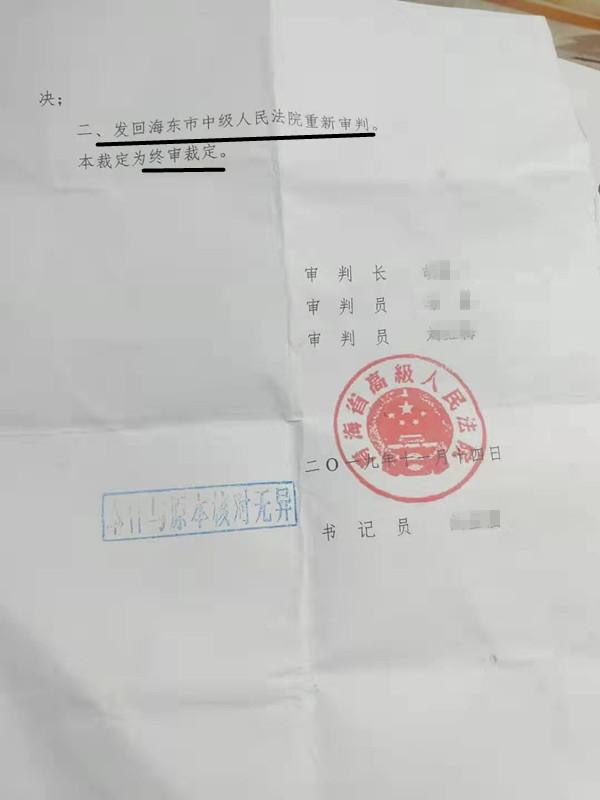 决；
二、发回海东市中级人民法院重新审判。
本裁定为终审裁定。
审判长
审判员
审判员
海省高級人民法院
二〇一九年十一月十四日
本件与原本核对无异
书记员